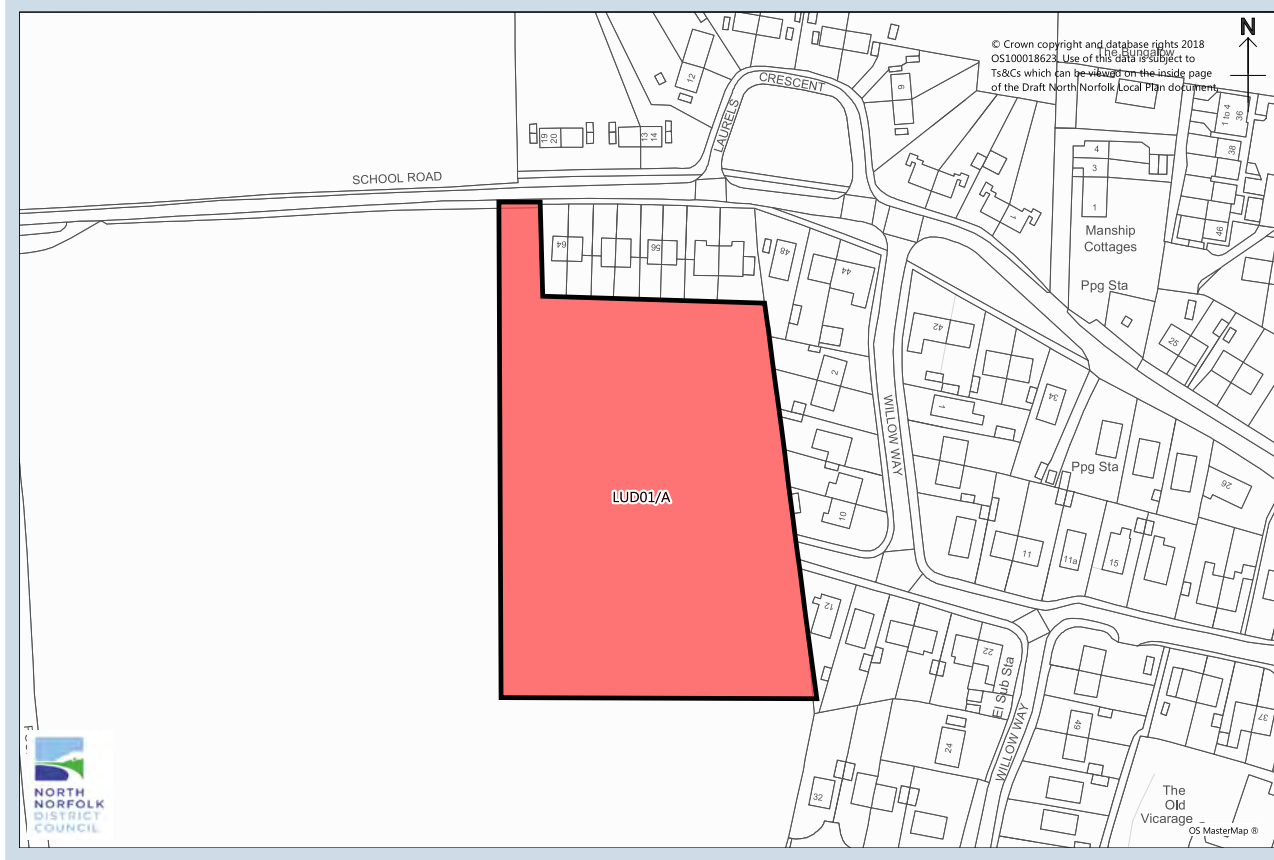 N
© Crown copyright and database rights 2018
OS100018623. Use of this data is subject to
Ts&Cs which can be viewed on the inside page
of the Draft North Norfolk Local Plan document.
The Bungalow
CRESCENT
LAURELS
SCHOOL ROAD
12
9
19
20
13
14
1 to 4
36
38
46
4
3
1
1
Manship
Cottages
Ppg Sta
64
56
48
44
42
25
2
1
34
WILLOW WAY
Ppg Sta
26
LUD01/A
10
11
11a
15
12
22
El Sub Sta
WILLOW WAY
49
37
24
32
The
Old
Vicarage
NORTH
NORFOLK
DISTRICT
COUNCIL
OS MasterMap ®